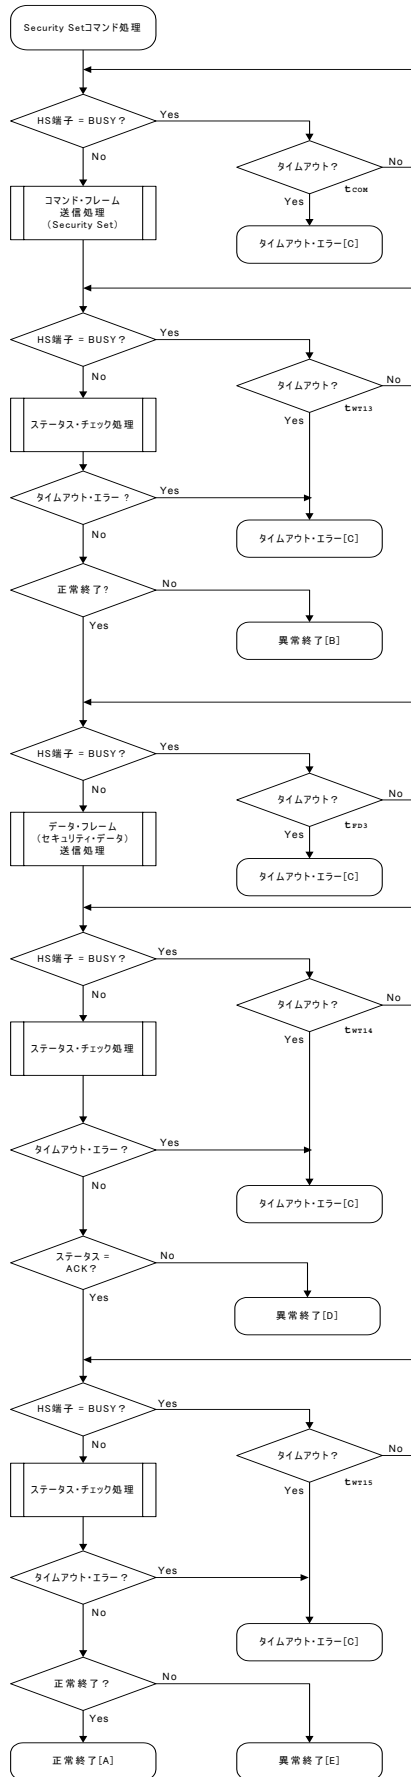 Security Setコマンド処理
HS端子 = BUSY?
Yes
No
タイムアウト?
No
tCOM
Yes
コマンド・フレーム
送信処理
(Security Set)
タイムアウト・エラー[C]
HS端子 = BUSY?
Yes
No
タイムアウト?
No
tWT13
Yes
ステータス・チェック処理
タイムアウト・エラー ?
Yes
No
タイムアウト・エラー[C]
正常終了?
No
Yes
異常終了[B]
HS端子 = BUSY?
Yes
No
タイムアウト?
No
tFD3
Yes
データ・フレーム
(セキュリティ・データ)
送信処理
タイムアウト・エラー[C]
HS端子 = BUSY?
Yes
No
タイムアウト?
No
tWT14
Yes
ステータス・チェック処理
タイムアウト・エラー?
Yes
No
タイムアウト・エラー[C]
ステータス =
ACK?
No
Yes
異常終了[D]
HS端子 = BUSY?
Yes
No
タイムアウト?
No
tWT15
Yes
ステータス・チェック処理
タイムアウト・エラー?
Yes
No
タイムアウト・エラー[C]
正常終了?
No
Yes
正常終了[A]
異常終了[E]